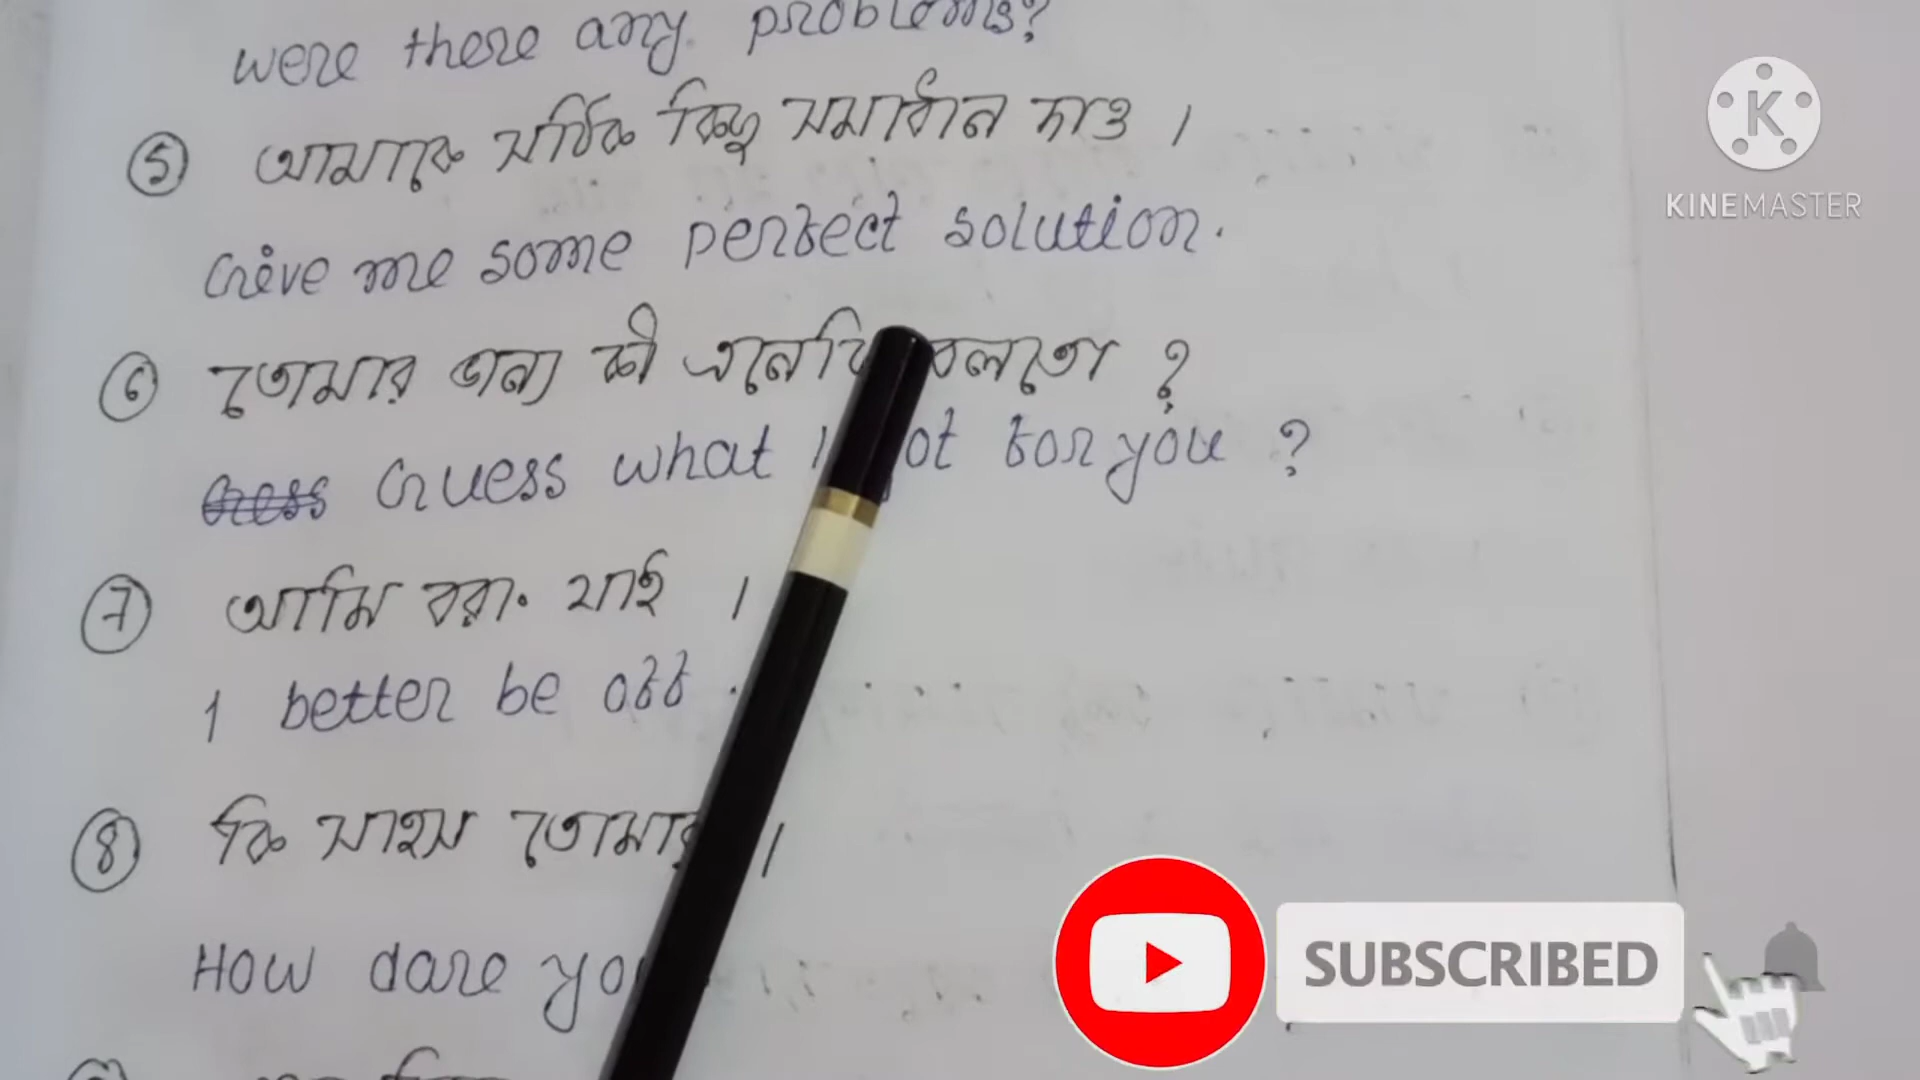 were there any problems?
5 আমাকে সঠিক কিছু সমাধান দাও ।
Give me some perfect solution.
6 তোমার জন্য কী এনেছি বলতো ?
Guess what I got for you ?
7 আমি বরং যাই ।
I better be off .
8 কি সাহস তোমার ।
How dare you
KINEMASTER
SUBSCRIBED